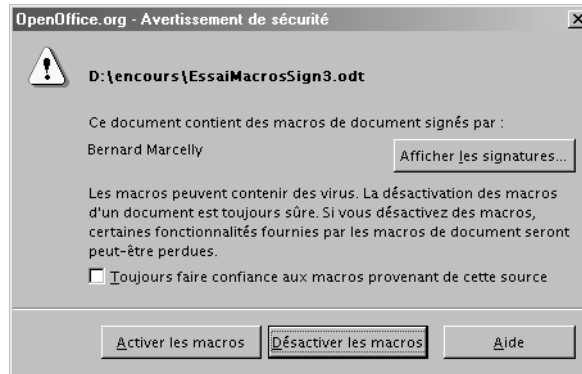 OpenOffice.org - Avertissement de sécurité
D:\encours\EssaiMacrosSign3.odt
Ce document contient des macros de document signés par :
Bernard Marcelly
Afficher les signatures...
Les macros peuvent contenir des virus. La désactivation des macros
d'un document est toujours sûre. Si vous désactivez des macros,
certaines fonctionnalités fournies par les macros de document seront
peut-être perdues.
Toujours faire confiance aux macros provenant de cette source
Activer les macros
Désactiver les macros
Aide